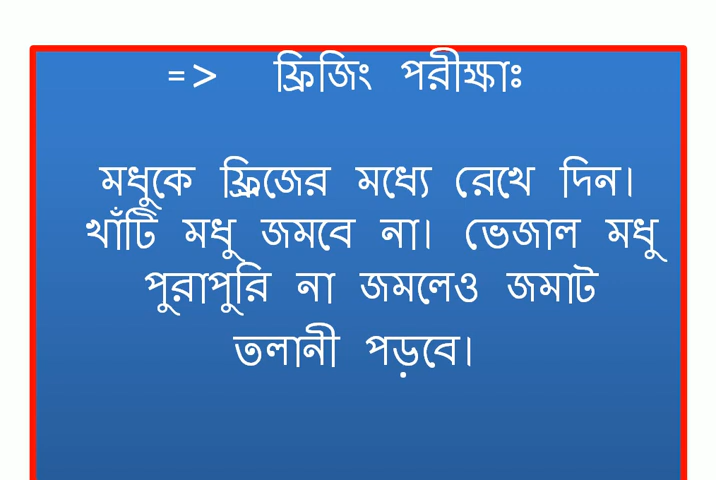 => ফ্রিজিং পরীক্ষাঃ
মধুকে ফ্রিজের মধ্যে রেখে দিন।
খাঁটি মধু জমবে না। ভেজাল মধু
পুরাপুরি না জমলেও জমাট
তলানী পড়বে।